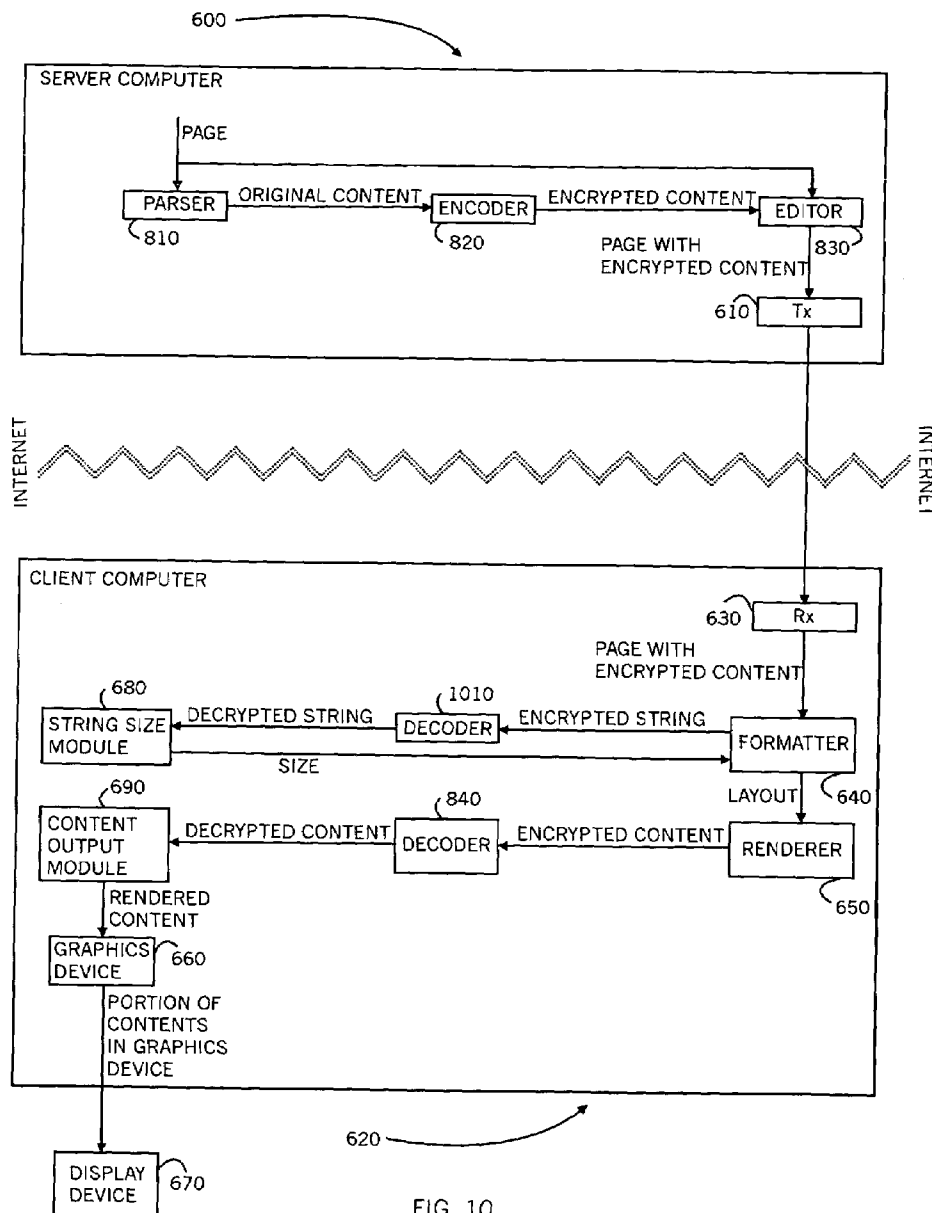 600
SERVER COMPUTER
PAGE
PARSER
ORIGINAL CONTENT
ENCODER
ENCRYPTED CONTENT
EDITOR
810
820
830
PAGE WITH
ENCRYPTED CONTENT
610
Tx
INTERNET
INTERNET
CLIENT COMPUTER
630
Rx
PAGE WITH
ENCRYPTED CONTENT
680
1010
STRING SIZE
MODULE
DECRYPTED STRING
DECODER
ENCRYPTED STRING
FORMATTER
SIZE
640
LAYOUT
690
840
CONTENT
OUTPUT
MODULE
DECRYPTED CONTENT
DECODER
ENCRYPTED CONTENT
RENDERER
650
RENDERED
CONTENT
GRAPHICS
DEVICE
660
PORTION OF
CONTENTS
IN GRAPHICS
DEVICE
620
DISPLAY
DEVICE
670
FIG. 10